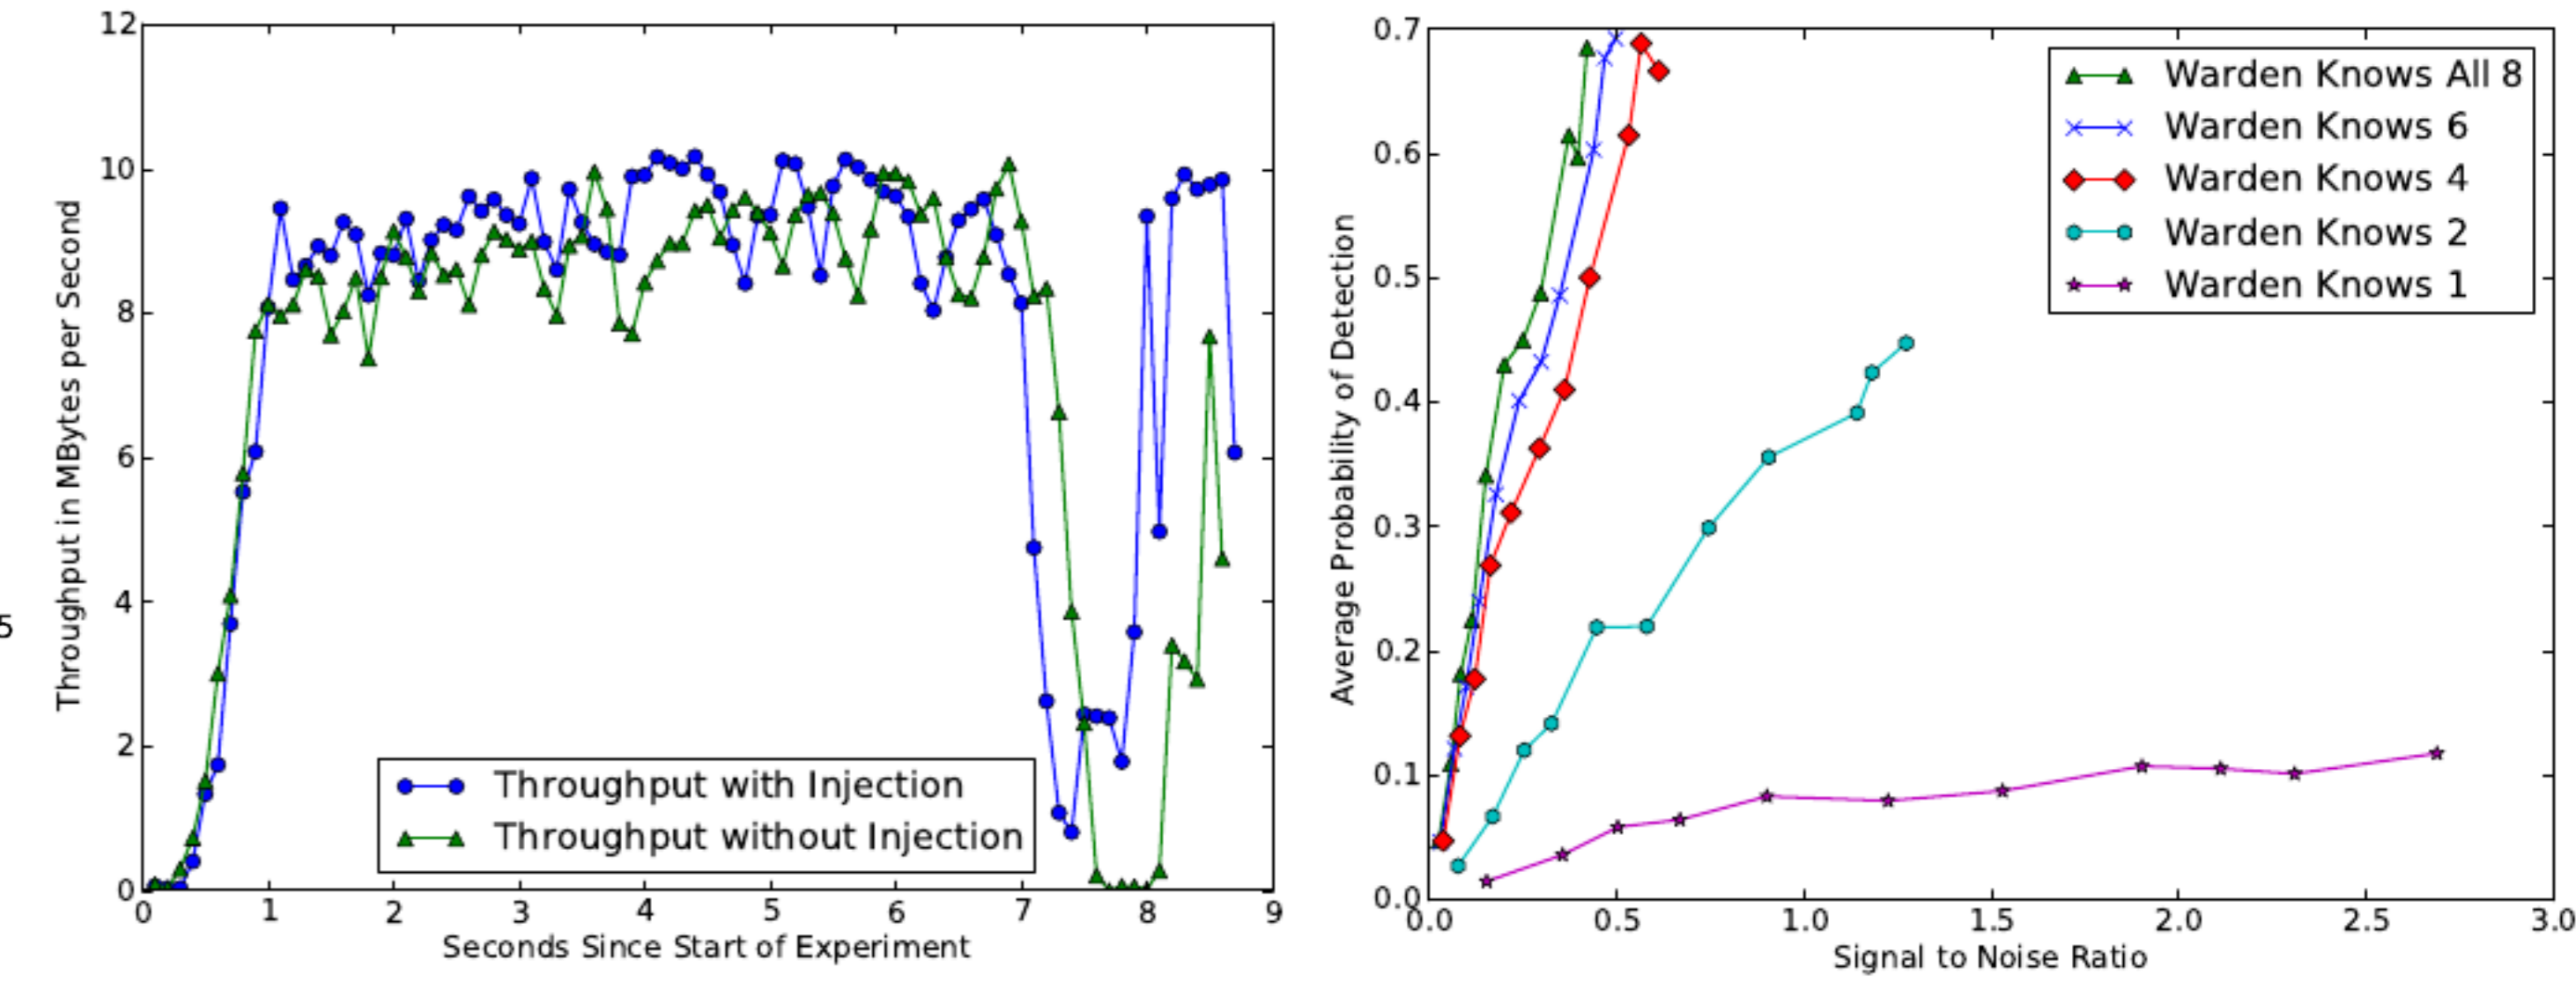 5
12
10
8
6
4
2
0
Throughput in MBytes per Second
0 1 2 3 4 5 6 7 8 9
Seconds Since Start of Experiment
Throughput with Injection
Throughput without Injection
0.7
0.6
0.5
0.4
0.3
0.2
0.1
0.0
Average Probability of Detection
0.0 0.5 1.0 1.5 2.0 2.5 3.0
Signal to Noise Ratio
Warden Knows All 8
Warden Knows 6
Warden Knows 4
Warden Knows 2
Warden Knows 1